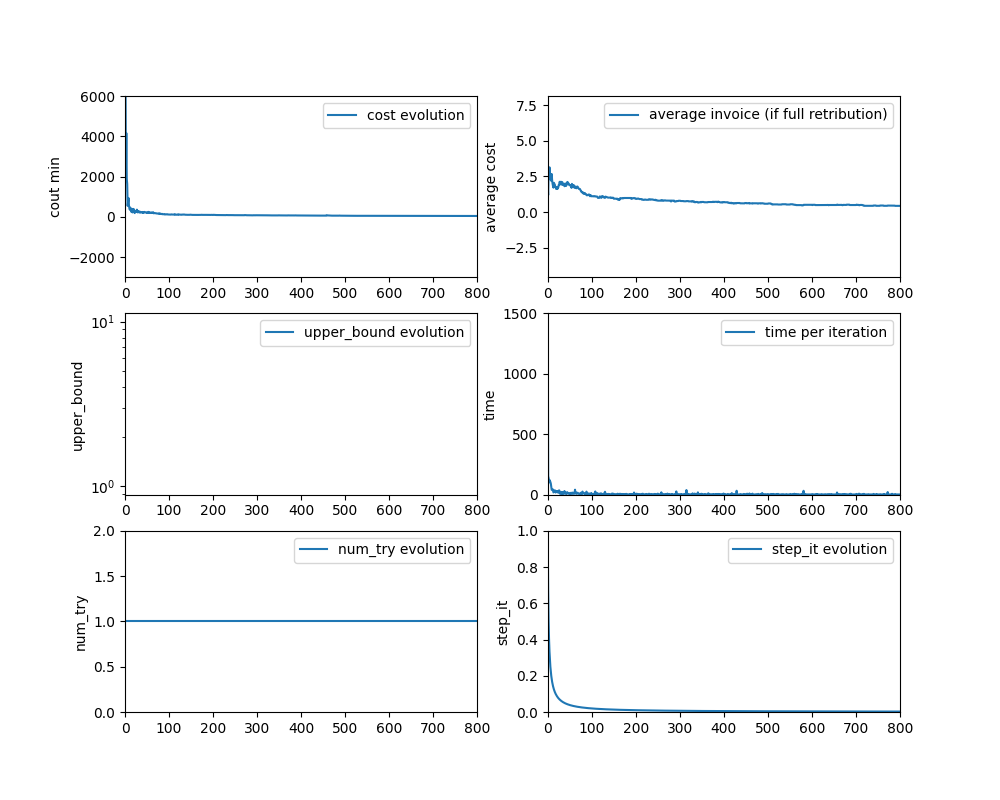 6000
4000
2000
0
−2000
cout min
cost evolution
0 100 200 300 400 500 600 700 800
7.5
5.0
2.5
0.0
−2.5
average cost
average invoice (if full retribution)
0 100 200 300 400 500 600 700 800
10¹
10⁰
upper_bound
upper_bound evolution
0 100 200 300 400 500 600 700 800
1500
1000
500
0
time
time per iteration
0 100 200 300 400 500 600 700 800
2.0
1.5
1.0
0.5
0.0
num_try
num_try evolution
0 100 200 300 400 500 600 700 800
1.0
0.8
0.6
0.4
0.2
0.0
step_it
step_it evolution
0 100 200 300 400 500 600 700 800